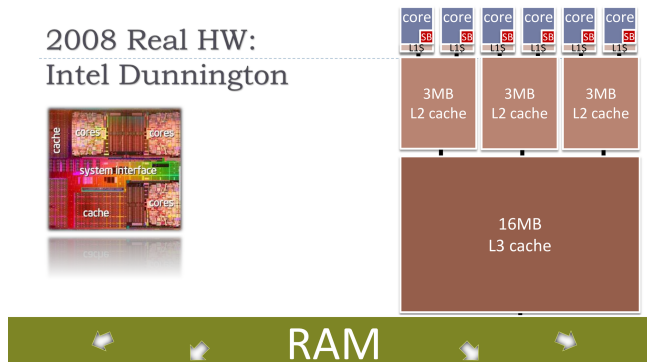 2008 Real HW:
Intel Dunnington
core core core core core core
SB SB SB SB SB SB
L1$ L1$ L1$ L1$ L1$ L1$
3MB 3MB 3MB
L2 cache L2 cache L2 cache
cache
cores cores
system interface
cores
cache
16MB
L3 cache
RAM